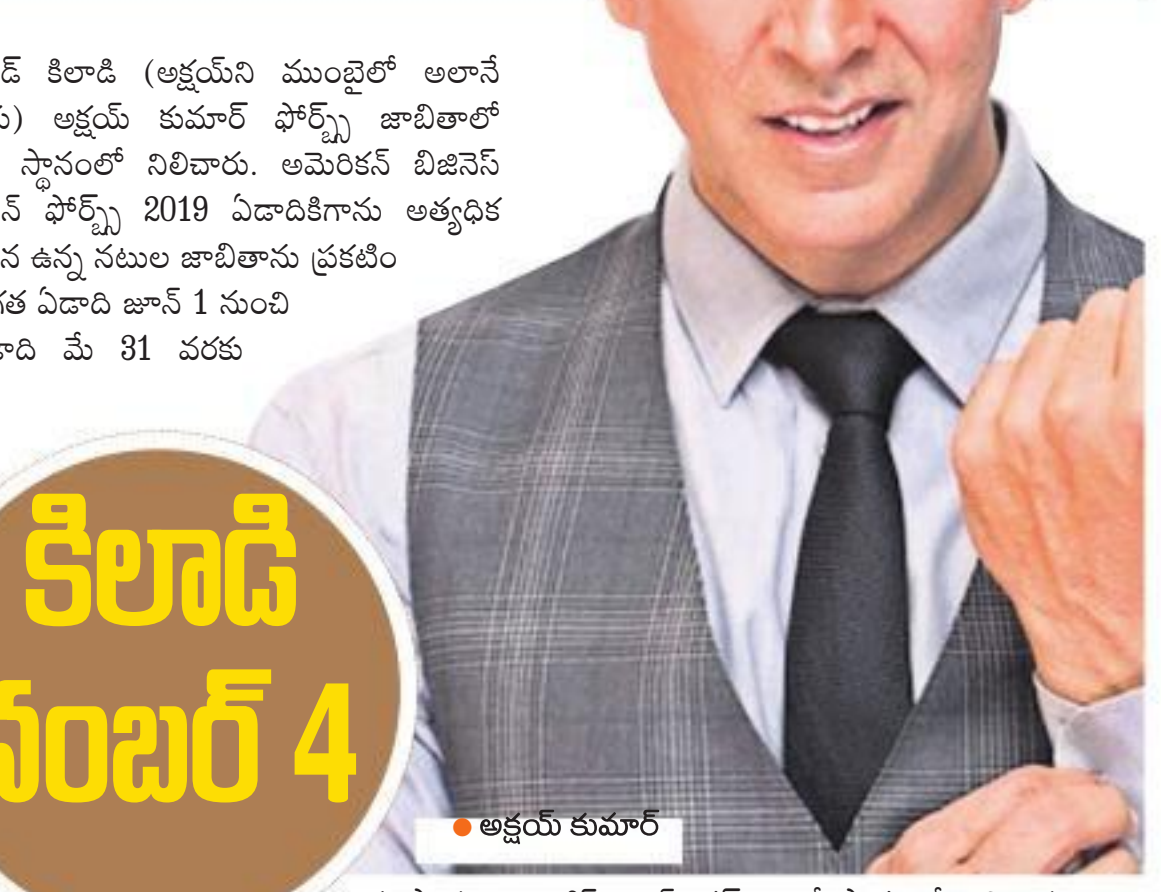 కిలాడి (అక్షయ్‌ని ముంబైలో అలానే
అక్షయ్ కుమార్ ఫోర్బ్స్ జాబితాలో
స్థానంలో నిలిచారు. అమెరికన్ బిజినెస్
ఫోర్బ్స్ 2019 ఏడాదికిగాను అత్యధిక
ఉన్న నటుల జాబితాను ప్రకటిం
ఏడాది జూన్ 1 నుంచి
మే 31 వరకు
కిలాడి
నంబర్ 4
● అక్షయ్ కుమార్